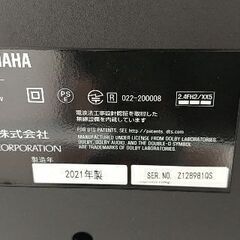 AHA
PSE
R 022-200008
2.4FH2/XX5
電波法工事設計認証を取得した
無線設備を内蔵しています
FOR DTS PATENTS, SEE http://patents.dts.com.
MANUFACTURED UNDER LICENSE FROM DOLBY LABORATORIES.
DOLBY, DOLBY AUDIO, AND THE DOUBLE-D SYMBOL
ARE TRADEMARKS OF DOLBY LABORATORIES.
株式会社
CORPORATION
製造年
2021年製
SER.NO. Z128981QS